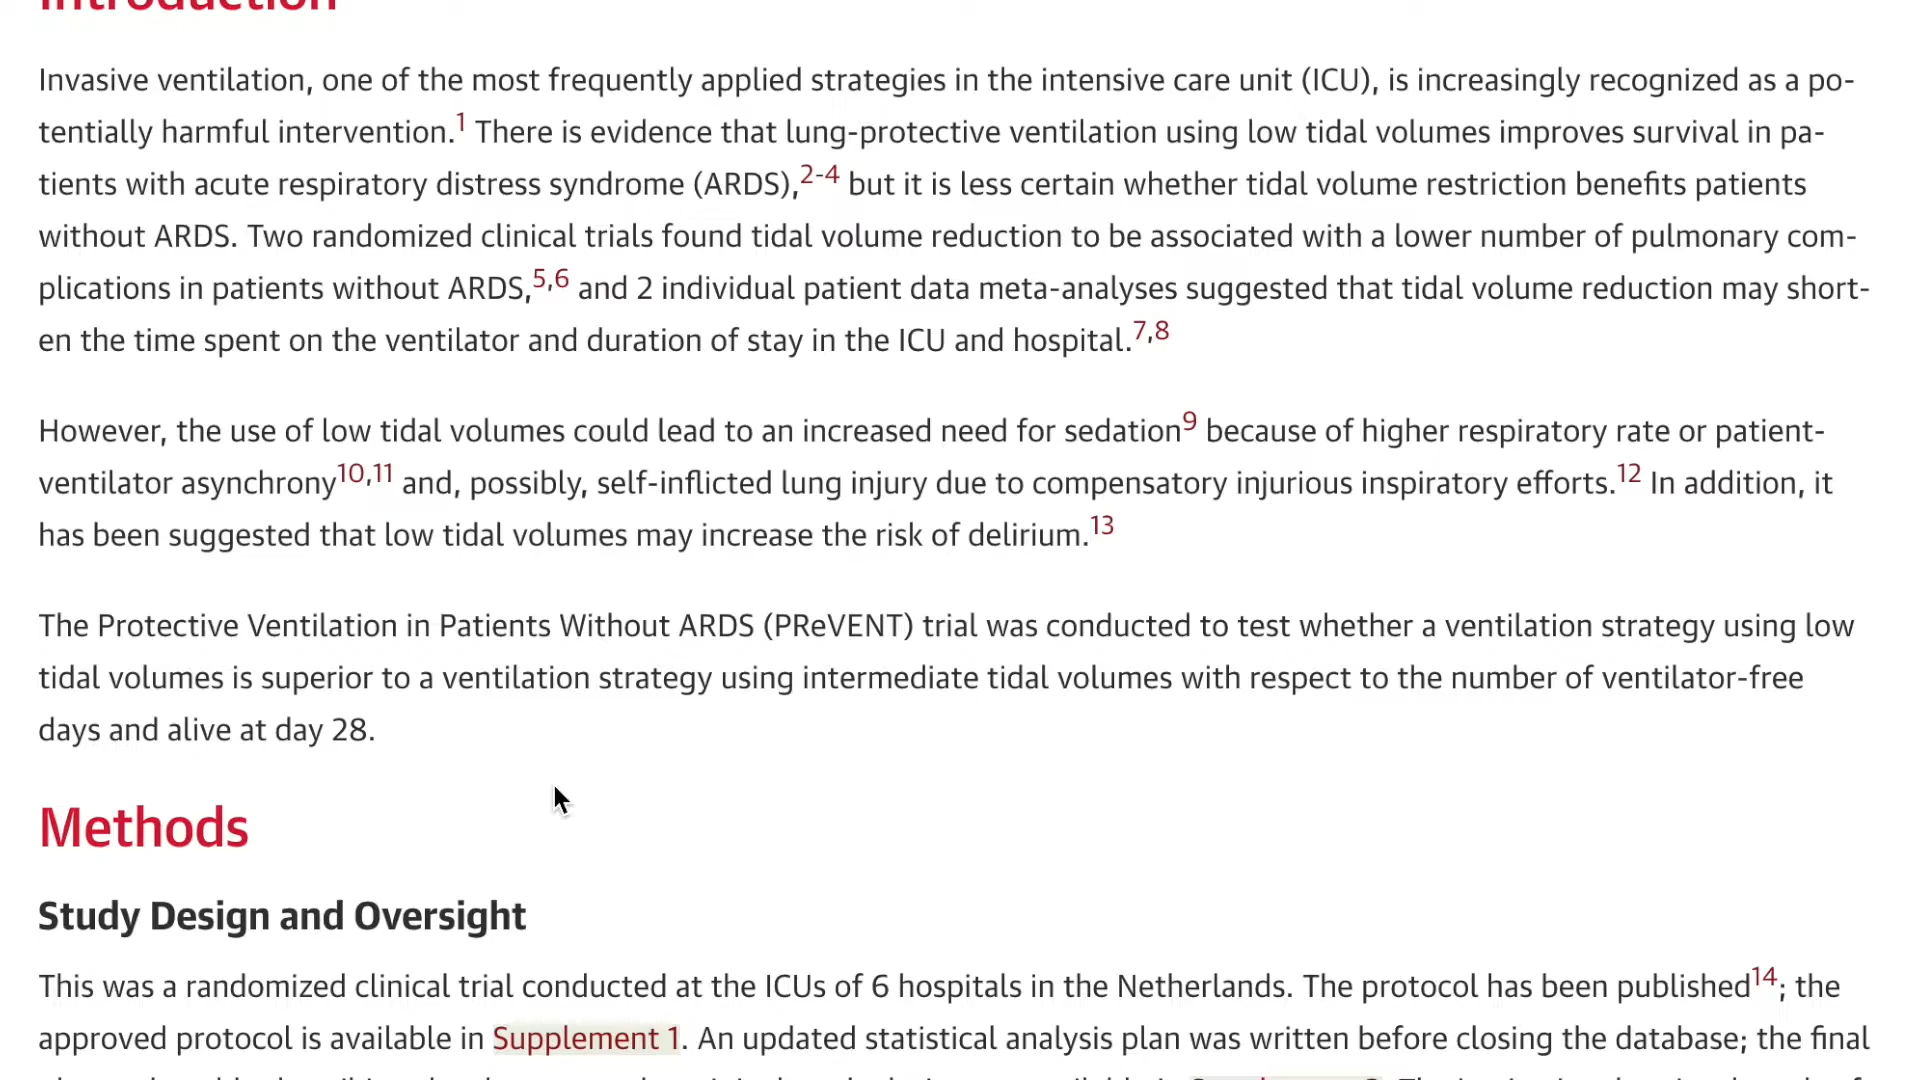 Introduction
Invasive ventilation, one of the most frequently applied strategies in the intensive care unit (ICU), is increasingly recognized as a po-
tentially harmful intervention.1 There is evidence that lung-protective ventilation using low tidal volumes improves survival in pa-
tients with acute respiratory distress syndrome (ARDS),2-4 but it is less certain whether tidal volume restriction benefits patients
without ARDS. Two randomized clinical trials found tidal volume reduction to be associated with a lower number of pulmonary com-
plications in patients without ARDS,5,6 and 2 individual patient data meta-analyses suggested that tidal volume reduction may short-
en the time spent on the ventilator and duration of stay in the ICU and hospital.7,8
However, the use of low tidal volumes could lead to an increased need for sedation9 because of higher respiratory rate or patient-
ventilator asynchrony10,11 and, possibly, self-inflicted lung injury due to compensatory injurious inspiratory efforts.12 In addition, it
has been suggested that low tidal volumes may increase the risk of delirium.13
The Protective Ventilation in Patients Without ARDS (PReVENT) trial was conducted to test whether a ventilation strategy using low
tidal volumes is superior to a ventilation strategy using intermediate tidal volumes with respect to the number of ventilator-free
days and alive at day 28.
Methods
Study Design and Oversight
This was a randomized clinical trial conducted at the ICUs of 6 hospitals in the Netherlands. The protocol has been published14; the
approved protocol is available in Supplement 1. An updated statistical analysis plan was written before closing the database; the final